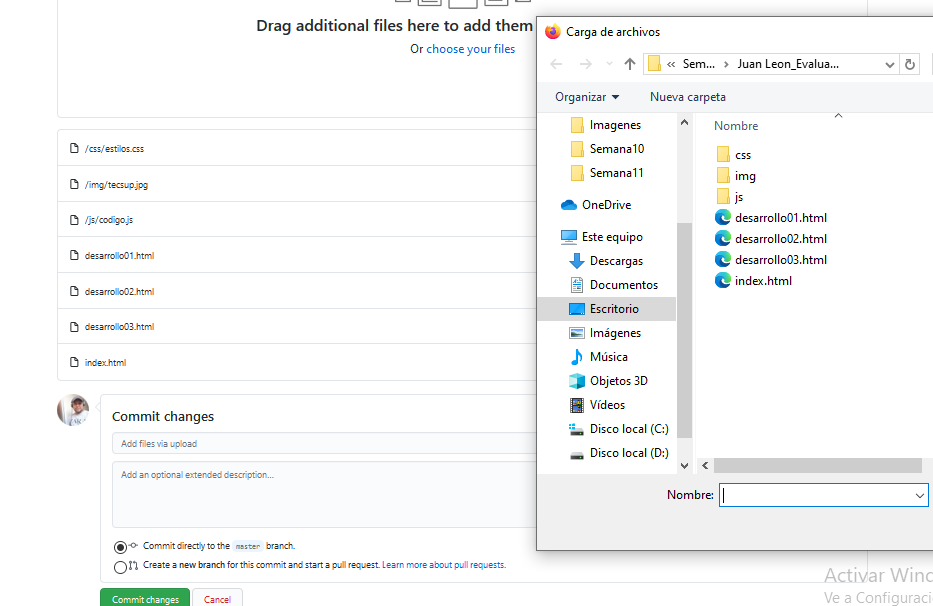 Drag additional files here to add them
Or choose your files
/css/estilos.css
/img/tecsup.jpg
/js/codigo.js
desarrollo01.html
desarrollo02.html
desarrollo03.html
index.html
Commit changes
Add files via upload
Add an optional extended description...
Commit directly to the master branch.
Create a new branch for this commit and start a pull request. Learn more about pull requests.
Commit changes
Cancel
Carga de archivos
« Sem... › Juan Leon_Evalua...
Organizar
Nueva carpeta
Imagenes
Semana10
Semana11
OneDrive
Este equipo
Descargas
Documentos
Escritorio
Imágenes
Música
Objetos 3D
Vídeos
Disco local (C:)
Disco local (D:)
Nombre
css
img
js
desarrollo01.html
desarrollo02.html
desarrollo03.html
index.html
Nombre:
Activar Wind
Ve a Configuraci